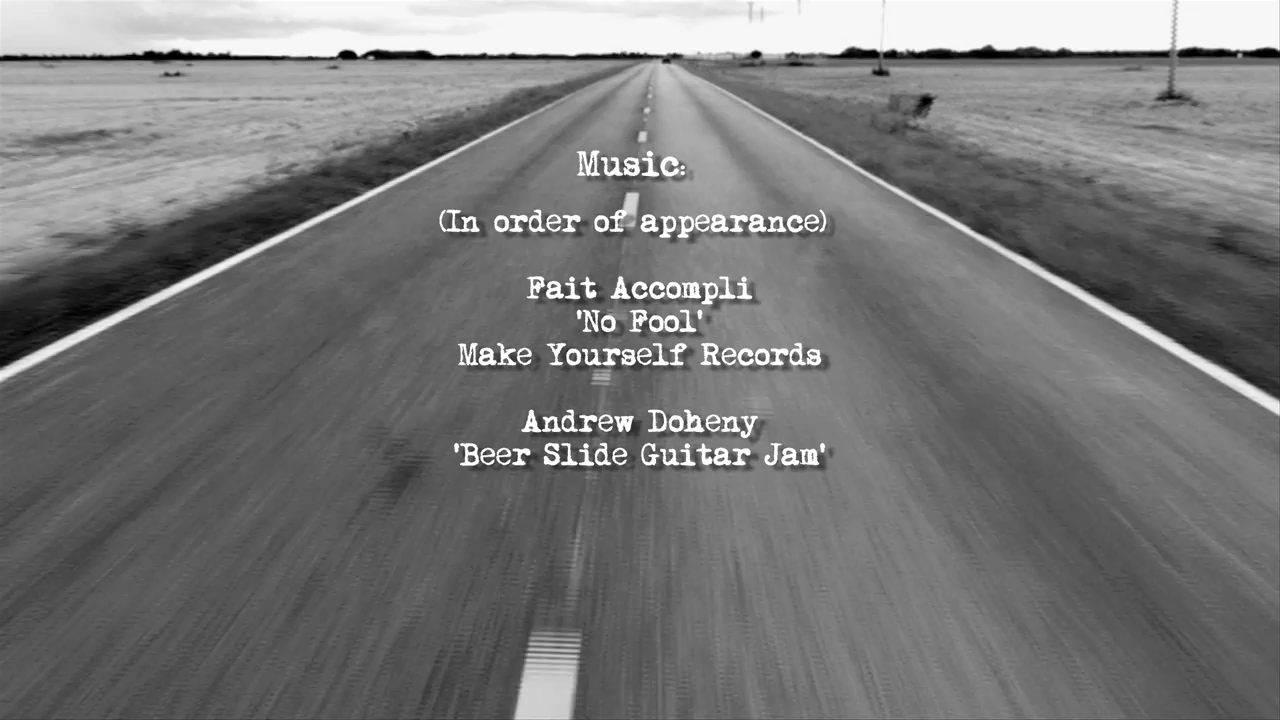 Music:
(In order of appearance)
Fait Accompli
'No Fool'
Make Yourself Records
Andrew Doheny
'Beer Slide Guitar Jam'